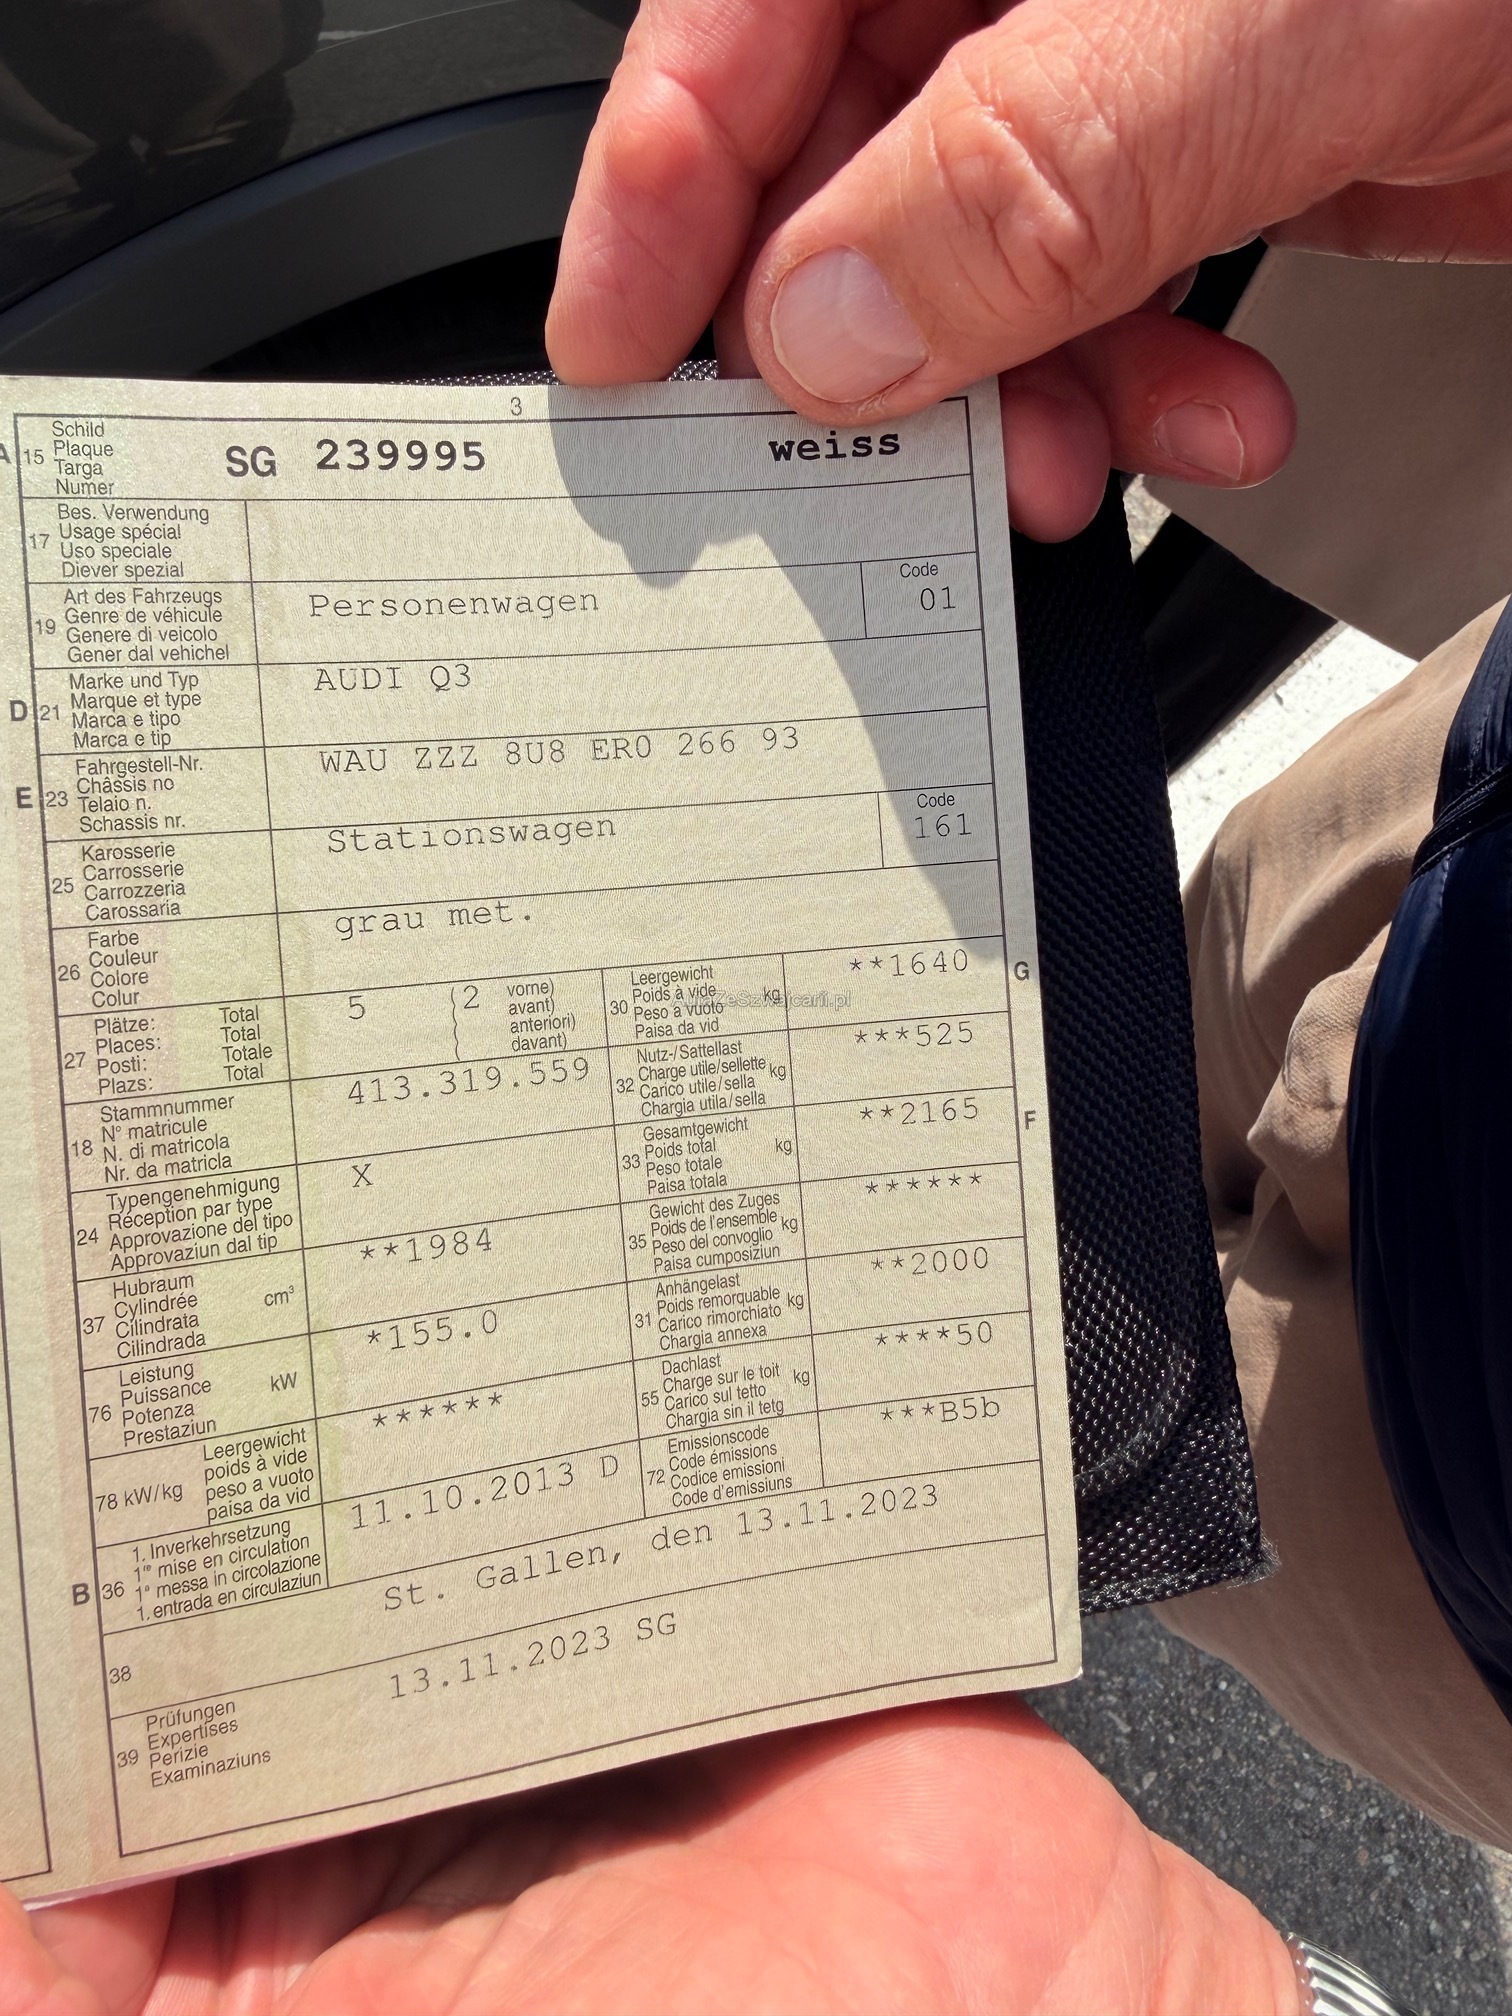 3
A 15 Schild
Plaque
Targa
Numer
SG 239995 weiss
17 Bes. Verwendung
Usage spécial
Uso speciale
Diever spezial
19 Art des Fahrzeugs
Genre de véhicule
Genere di veicolo
Gener dal vehichel
Personenwagen
Code
01
D 21 Marke und Typ
Marque et type
Marca e tipo
Marca e tip
AUDI Q3
E 23 Fahrgestell-Nr.
Châssis no
Telaio n.
Schassis nr.
WAU ZZZ 8U8 ER0 266 93
25 Karosserie
Carrosserie
Carrozzeria
Carossaria
Stationswagen
Code
161
26 Farbe
Couleur
Colore
Colur
grau met.
27 Plätze: Total
Places: Total
Posti: Totale
Plazs: Total
5 (2 vorne)
avant)
anteriori)
davant)
30 Leergewicht
Poids à vide kg
Peso a vuoto
Paisa da vid
**1640
G
AutaZeSzwajcarii.pl
18 Stammnummer
N° matricule
N. di matricola
Nr. da matricla
413.319.559
32 Nutz-/Sattellast
Charge utile/sellette kg
Carico utile/sella
Chargia utila/sella
***525
24 Typengenehmigung
Réception par type
Approvazione del tipo
Approvaziun dal tip
X
33 Gesamtgewicht
Poids total kg
Peso totale
Paisa totala
**2165
F
37 Hubraum
Cylindrée cm³
Cilindrata
Cilindrada
**1984
35 Gewicht des Zuges
Poids de l'ensemble kg
Peso del convoglio
Paisa cumposiziun
******
76 Leistung
Puissance kW
Potenza
Prestaziun
*155.0
31 Anhängelast
Poids remorquable kg
Carico rimorchiato
Chargia annexa
**2000
78 kW/kg Leergewicht
poids à vide
peso a vuoto
paisa da vid
******
55 Dachlast
Charge sur le toit kg
Carico sul tetto
Chargia sin il tetg
****50
B 36 1. Inverkehrsetzung
1re mise en circulation
1a messa in circolazione
1. entrada en circulaziun
11.10.2013 D
72 Emissionscode
Code émissions
Codice emissioni
Code d'emissiuns
***B5b
38 St. Gallen, den 13.11.2023
39 Prüfungen
Expertises
Perizie
Examinaziuns
13.11.2023 SG